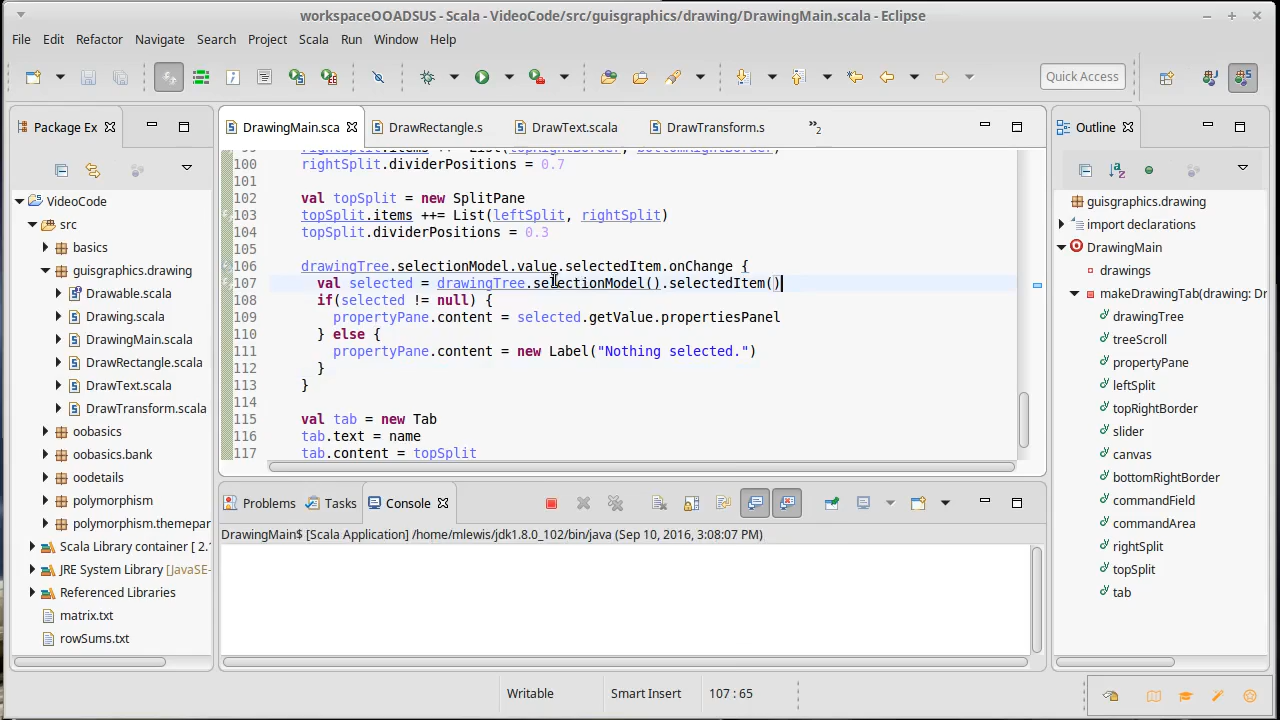 workspaceOOADSUS - Scala - VideoCode/src/guisgraphics/drawing/DrawingMain.scala - Eclipse
File Edit Refactor Navigate Search Project Scala Run Window Help
Quick Access
Package Ex
DrawingMain.sca DrawRectangle.s DrawText.scala DrawTransform.s »2
Outline
VideoCode
src
basics
guisgraphics.drawing
Drawable.scala
Drawing.scala
DrawingMain.scala
DrawRectangle.scala
DrawText.scala
DrawTransform.scala
oobasics
oobasics.bank
oodetails
polymorphism
polymorphism.themepar
Scala Library container [ 2.
JRE System Library [JavaSE-
Referenced Libraries
matrix.txt
rowSums.txt
99 rightSplit.items ++= List(topRightBorder, bottomRightBorder)
100 rightSplit.dividerPositions = 0.7
101
102 val topSplit = new SplitPane
103 topSplit.items ++= List(leftSplit, rightSplit)
104 topSplit.dividerPositions = 0.3
105
106 drawingTree.selectionModel.value.selectedItem.onChange {
107 val selected = drawingTree.selectionModel().selectedItem()
108 if(selected != null) {
109 propertyPane.content = selected.getValue.propertiesPanel
110 } else {
111 propertyPane.content = new Label("Nothing selected.")
112 }
113 }
114
115 val tab = new Tab
116 tab.text = name
117 tab.content = topSplit
Problems Tasks Console
DrawingMain$ [Scala Application] /home/mlewis/jdk1.8.0_102/bin/java (Sep 10, 2016, 3:08:07 PM)
guisgraphics.drawing
import declarations
DrawingMain
drawings
makeDrawingTab(drawing: Dr
drawingTree
treeScroll
propertyPane
leftSplit
topRightBorder
slider
canvas
bottomRightBorder
commandField
commandArea
rightSplit
topSplit
tab
Writable Smart Insert 107 : 65